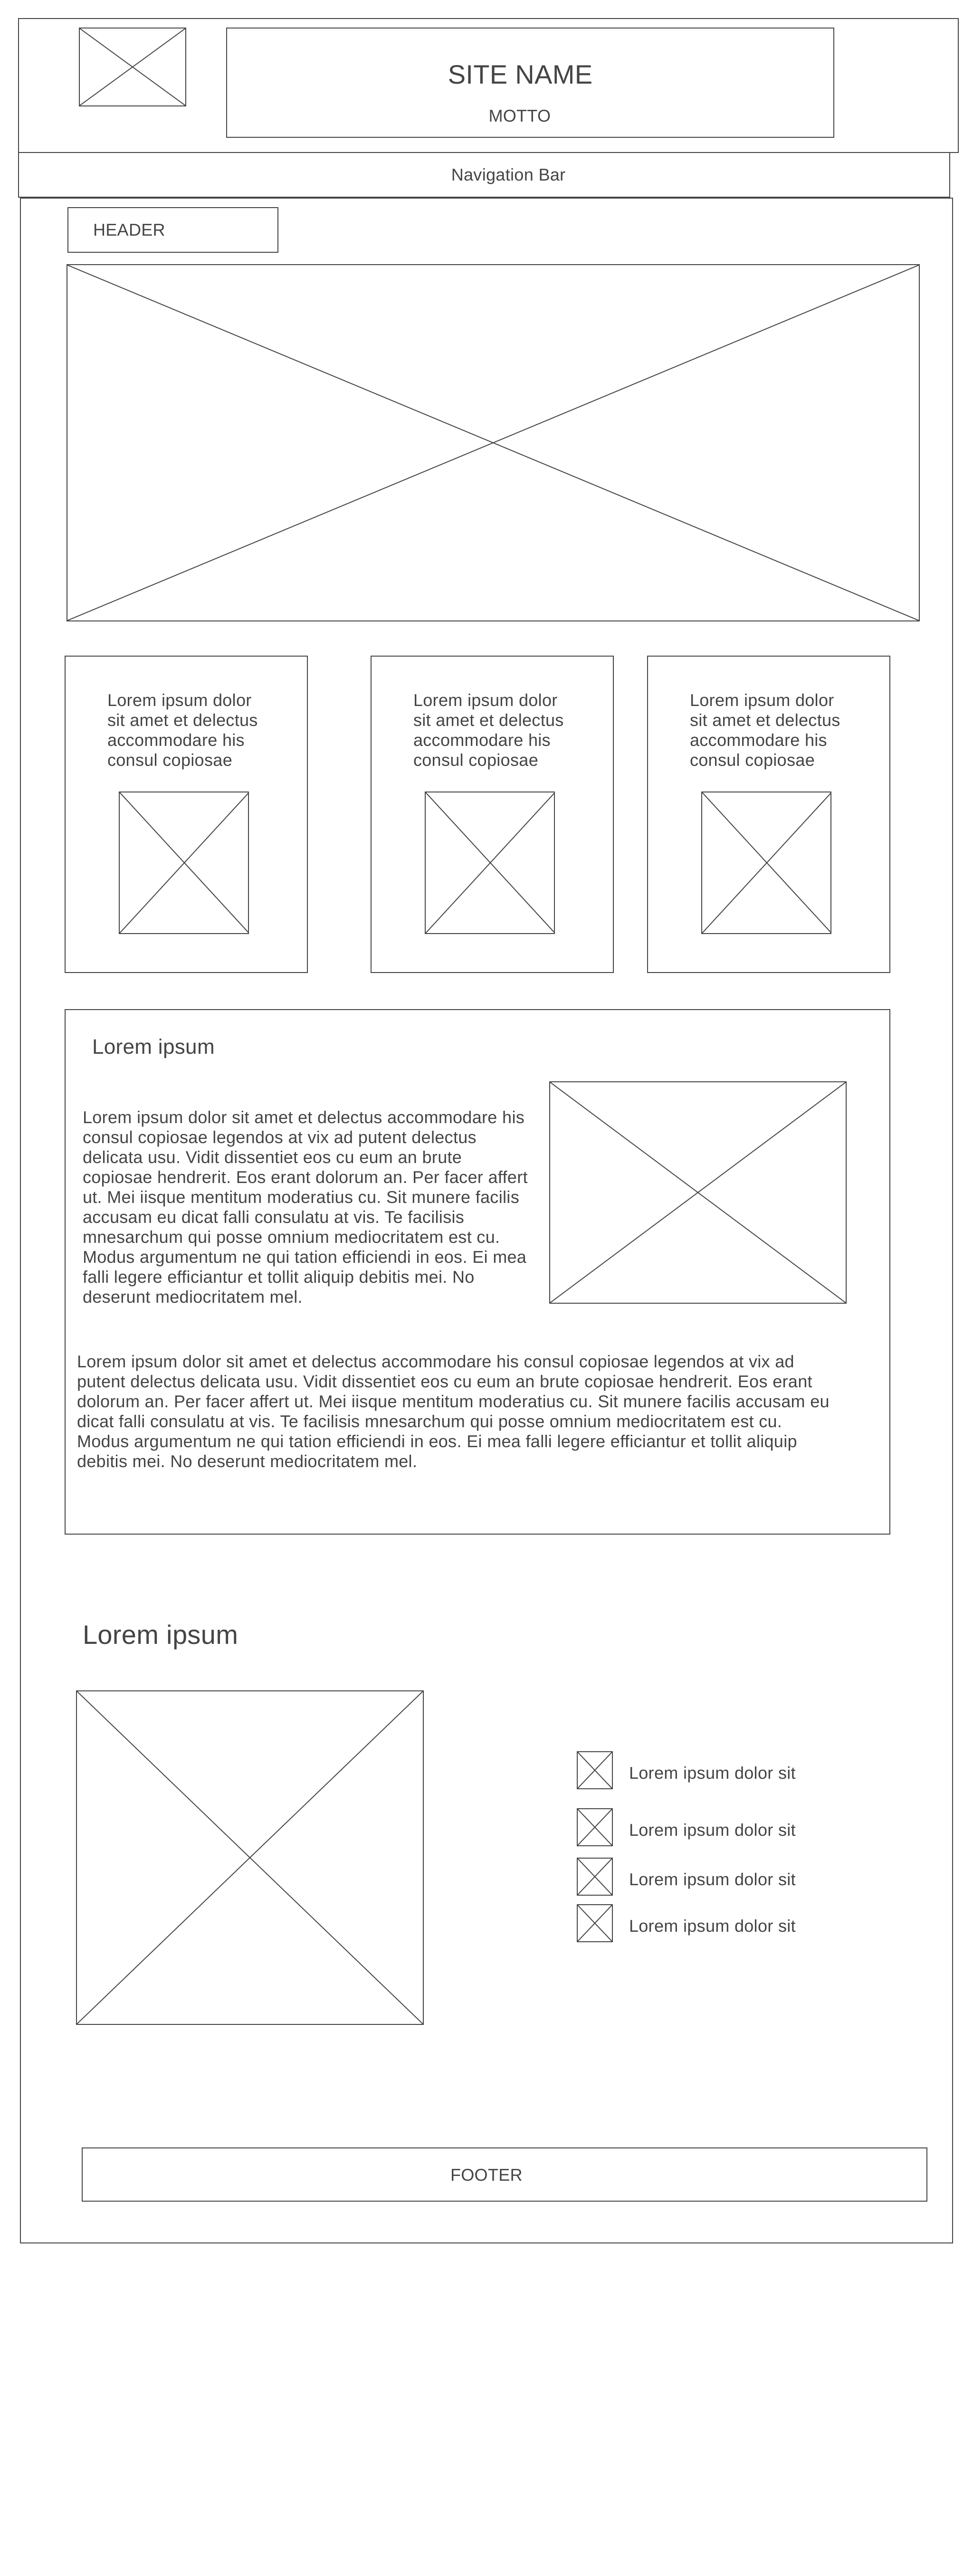 SITE NAME
MOTTO
Navigation Bar
HEADER
Lorem ipsum dolor
sit amet et delectus
accommodare his
consul copiosae
Lorem ipsum dolor
sit amet et delectus
accommodare his
consul copiosae
Lorem ipsum dolor
sit amet et delectus
accommodare his
consul copiosae
Lorem ipsum
Lorem ipsum dolor sit amet et delectus accommodare his
consul copiosae legendos at vix ad putent delectus
delicata usu. Vidit dissentiet eos cu eum an brute
copiosae hendrerit. Eos erant dolorum an. Per facer affert
ut. Mei iisque mentitum moderatius cu. Sit munere facilis
accusam eu dicat falli consulatu at vis. Te facilisis
mnesarchum qui posse omnium mediocritatem est cu.
Modus argumentum ne qui tation efficiendi in eos. Ei mea
falli legere efficiantur et tollit aliquip debitis mei. No
deserunt mediocritatem mel.
Lorem ipsum dolor sit amet et delectus accommodare his consul copiosae legendos at vix ad
putent delectus delicata usu. Vidit dissentiet eos cu eum an brute copiosae hendrerit. Eos erant
dolorum an. Per facer affert ut. Mei iisque mentitum moderatius cu. Sit munere facilis accusam eu
dicat falli consulatu at vis. Te facilisis mnesarchum qui posse omnium mediocritatem est cu.
Modus argumentum ne qui tation efficiendi in eos. Ei mea falli legere efficiantur et tollit aliquip
debitis mei. No deserunt mediocritatem mel.
Lorem ipsum
Lorem ipsum dolor sit
Lorem ipsum dolor sit
Lorem ipsum dolor sit
Lorem ipsum dolor sit
FOOTER